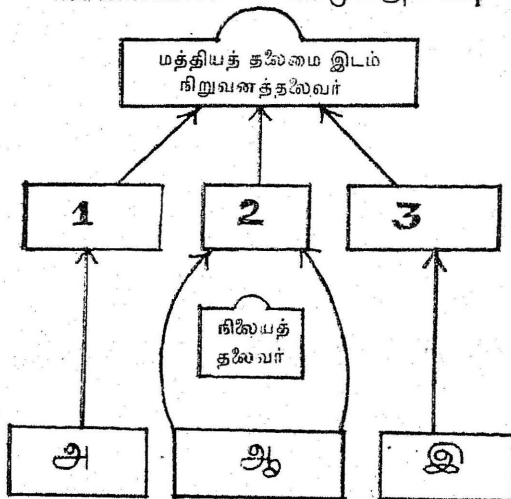 மத்தியத் தலைமை இடம்
நிறுவனத்தலைவர்
1 2 3
நிலையத்
தலைவர்
அ ஆ இ